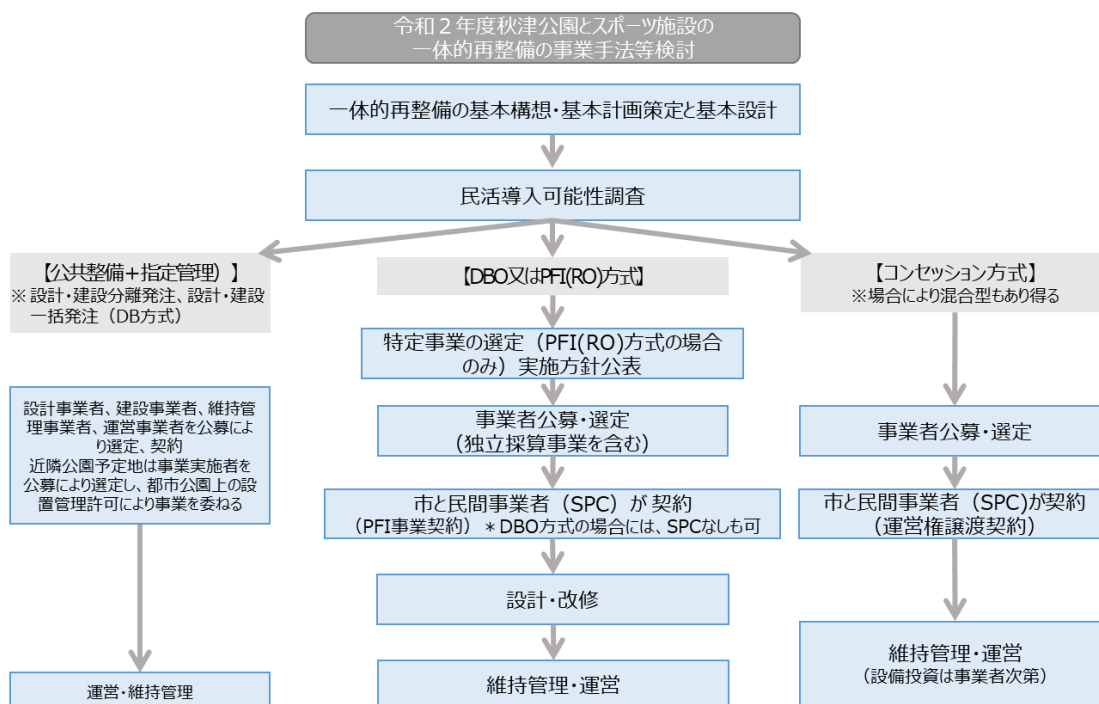 令和2年度秋津公園とスポーツ施設の
一体的再整備の事業手法等検討
一体的再整備の基本構想・基本計画策定と基本設計
民活導入可能性調査
【公共整備+指定管理）】
※設計・建設分離発注、設計・建設
一括発注（DB方式）
設計事業者、建設事業者、維持管
理事業者、運営事業者を公募によ
り選定、契約
近隣公園予定地は事業実施者を
公募により選定し、都市公園上の設
置管理許可により事業を委ねる
運営・維持管理
【DBO又はPFI(RO)方式】
特定事業の選定（PFI(RO)方式の場合
のみ）実施方針公表
事業者公募・選定
（独立採算事業を含む）
市と民間事業者（SPC）が 契約
（PFI事業契約）＊DBO方式の場合には、SPCなしも可
設計・改修
維持管理・運営
【コンセッション方式】
※場合により混合型もあり得る
事業者公募・選定
市と民間事業者（SPC)が契約
（運営権譲渡契約）
維持管理・運営
（設備投資は事業者次第）